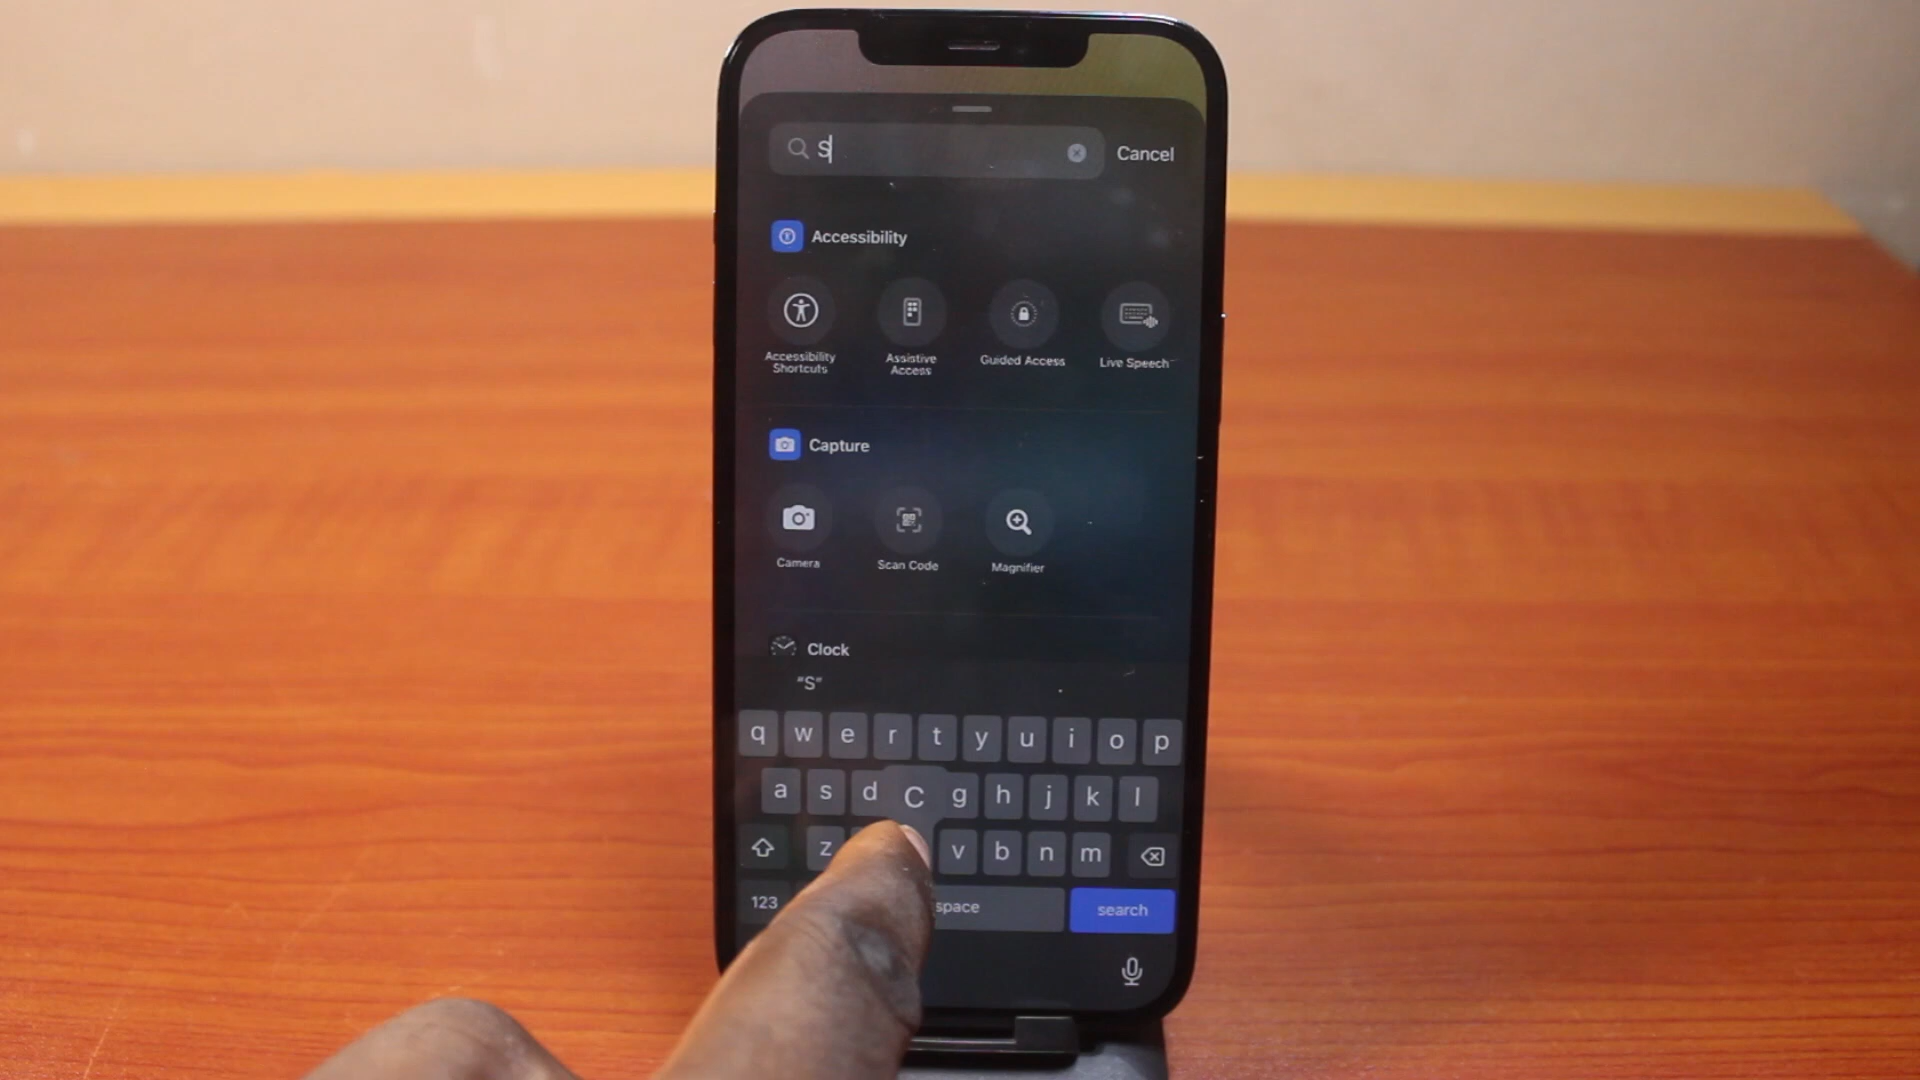 S
Cancel
Accessibility
Accessibility
Shortcuts
Assistive
Access
Guided Access
Live Speech
Capture
Camera
Scan Code
Magnifier
Clock
"S"
q w e r t y u i o p
a s d C g h j k l
z v b n m
123 space search